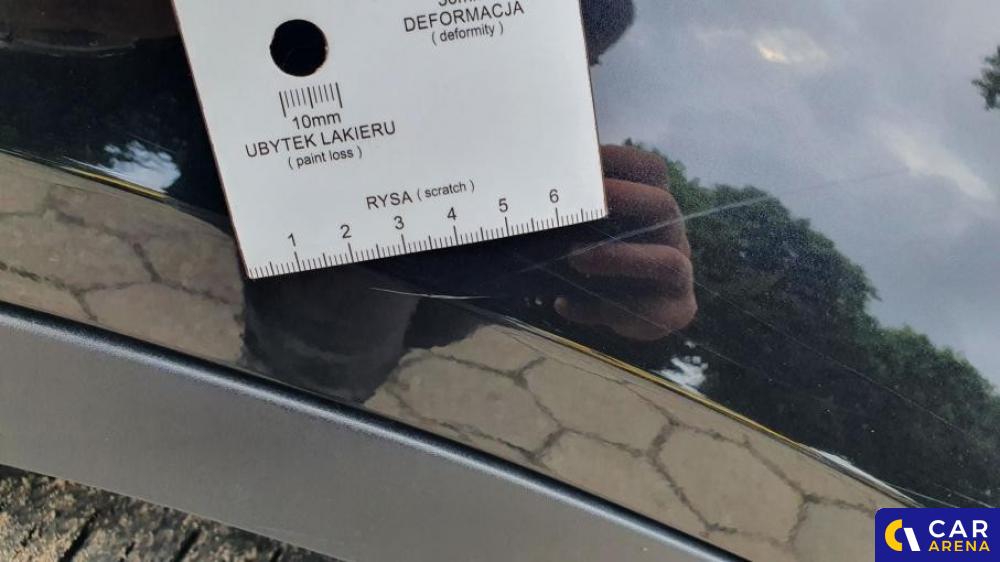 DEFORMACJA
( deformity )
10mm
UBYTEK LAKIERU
( paint loss )
RYSA ( scratch )
1 2 3 4 5 6
CAR
ARENA